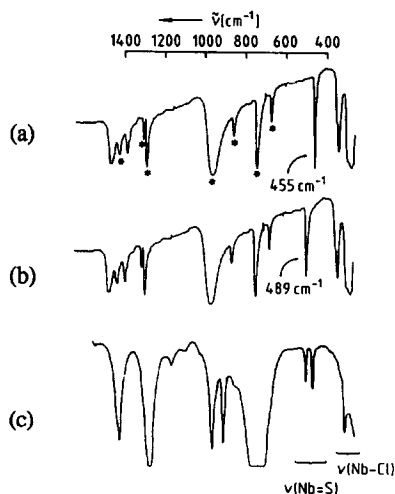 ν̃[cm⁻¹]
1400 1200 1000 800 600 400
(a)
* * * * * * *
455 cm⁻¹
(b)
489 cm⁻¹
(c)
ν(Nb-Cl)
ν(Nb=S)